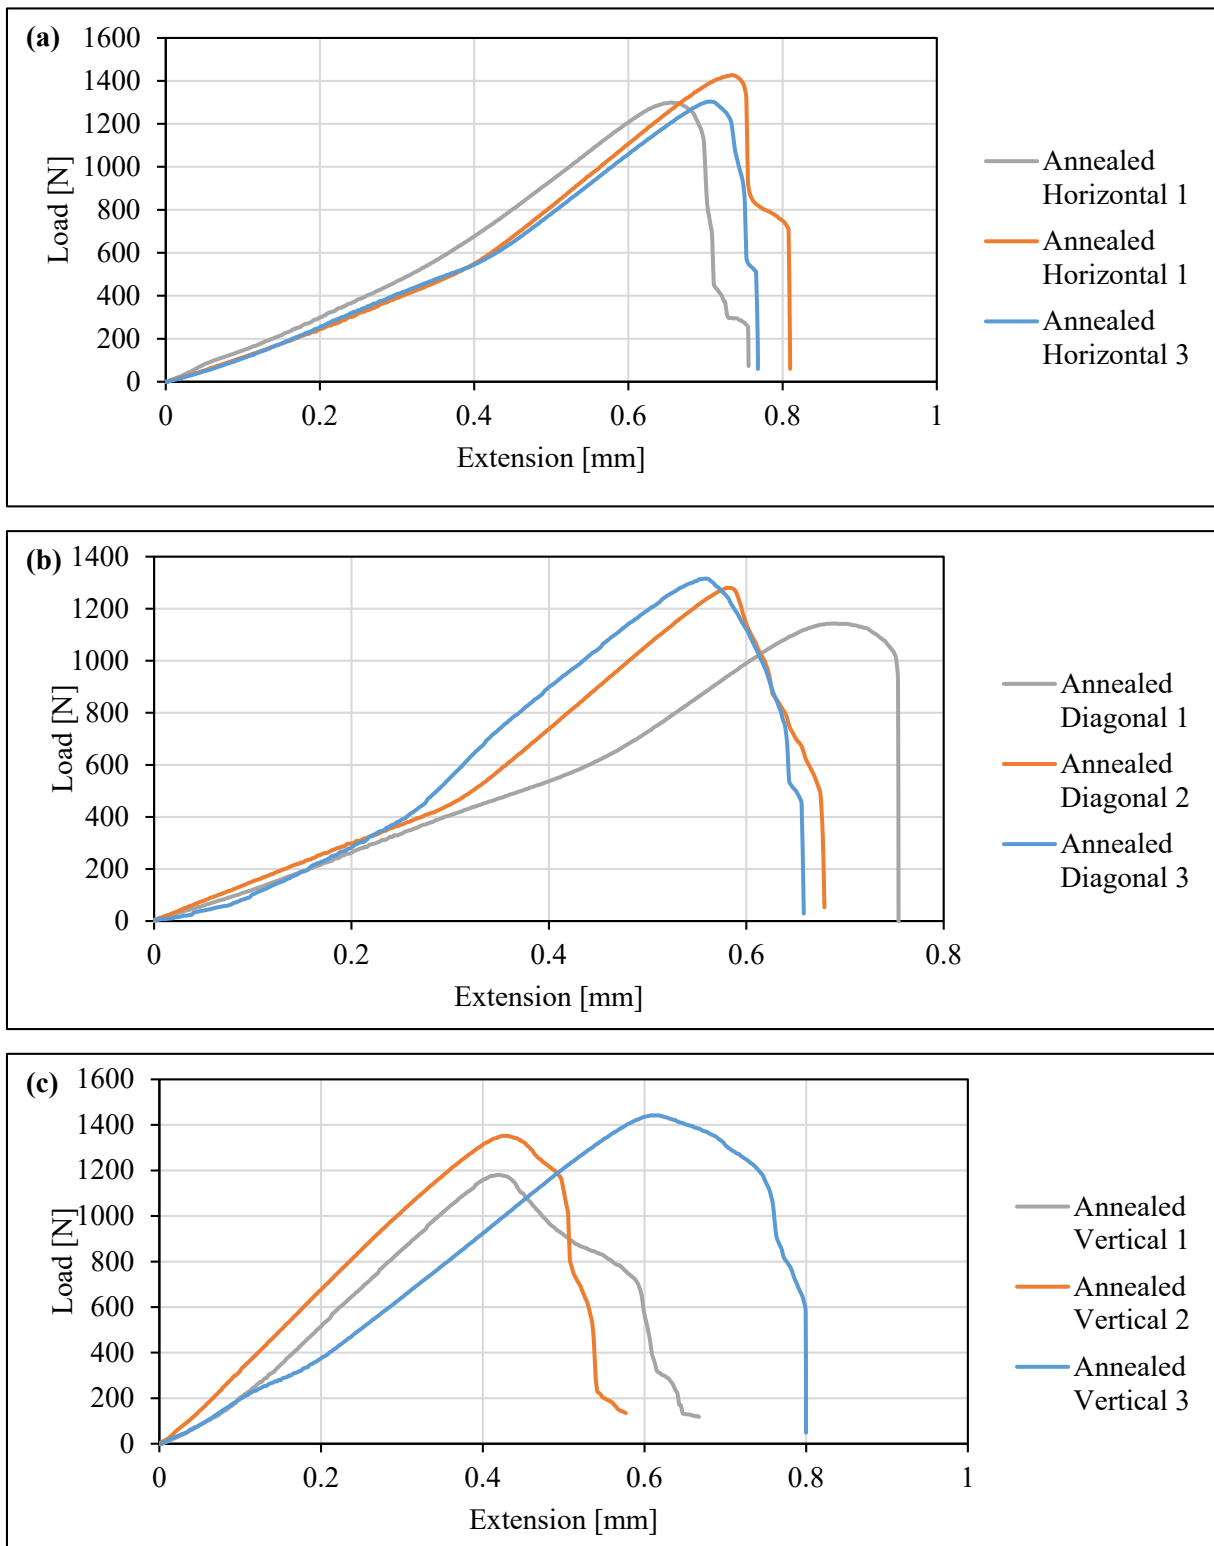 (a)
1600
1400
1200
1000
800
600
400
200
0
Load [N]
0 0.2 0.4 0.6 0.8 1
Extension [mm]
Annealed
Horizontal 1
Annealed
Horizontal 1
Annealed
Horizontal 3
(b)
1400
1200
1000
800
600
400
200
0
Load [N]
0 0.2 0.4 0.6 0.8
Extension [mm]
Annealed
Diagonal 1
Annealed
Diagonal 2
Annealed
Diagonal 3
(c)
1600
1400
1200
1000
800
600
400
200
0
Load [N]
0 0.2 0.4 0.6 0.8 1
Extension [mm]
Annealed
Vertical 1
Annealed
Vertical 2
Annealed
Vertical 3